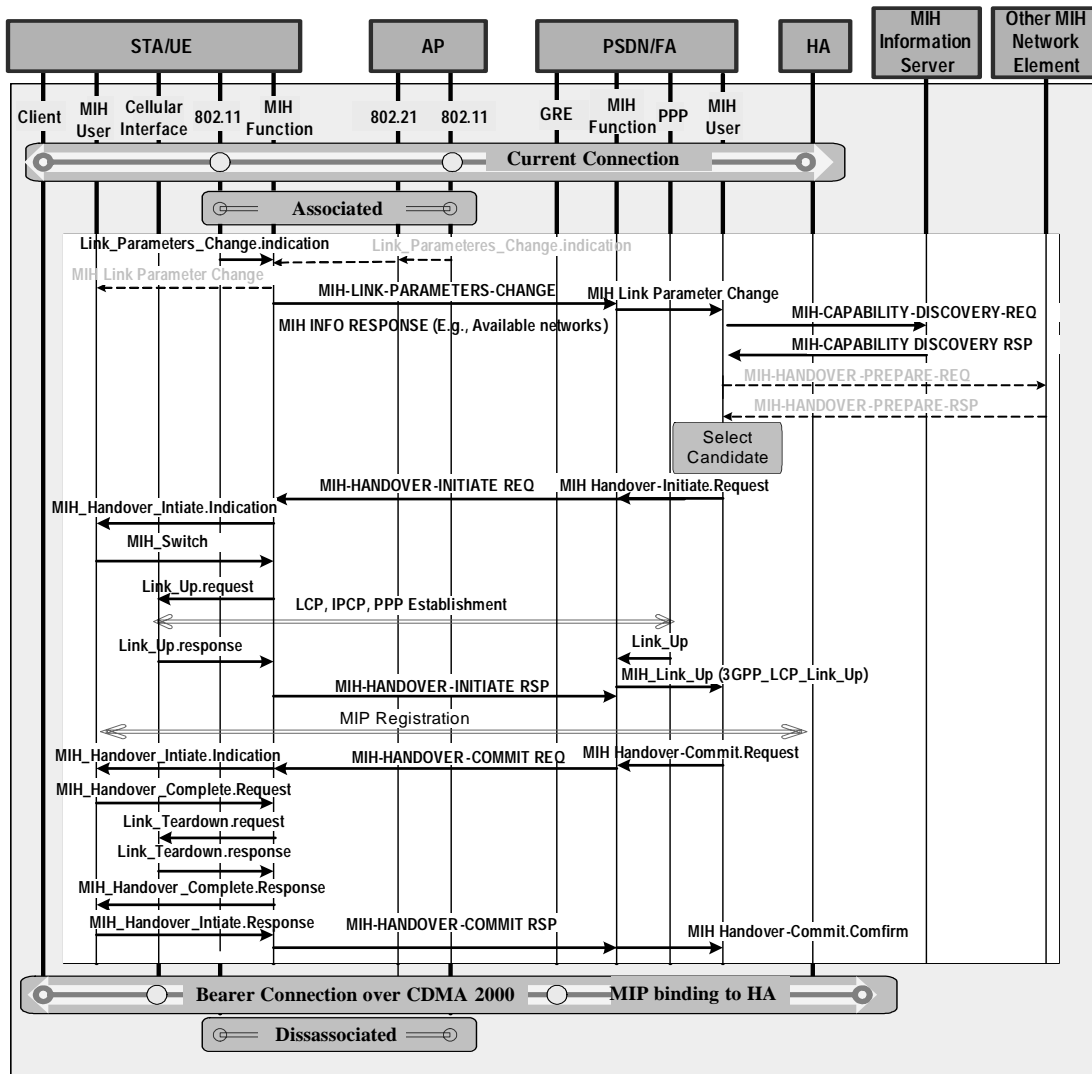 STA/UE
AP
PSDN/FA
HA
MIH
Information
Server
Other MIH
Network
Element
Client
MIH
User
Cellular
Interface
802.11
MIH
Function
802.21
802.11
GRE
MIH
Function
PPP
MIH
User
Current Connection
Associated
Link_Parameters_Change.indication
Link_Parameteres_Change.indication
MIH Link Parameter Change
MIH-LINK-PARAMETERS-CHANGE
MIH Link Parameter Change
MIH INFO RESPONSE (E.g., Available networks)
MIH-CAPABILITY-DISCOVERY-REQ
MIH-CAPABILITY DISCOVERY RSP
MIH-HANDOVER-PREPARE-REQ
MIH-HANDOVER-PREPARE-RSP
Select
Candidate
MIH-HANDOVER-INITIATE REQ
MIH Handover-Initiate.Request
MIH_Handover_Intiate.Indication
MIH_Switch
Link_Up.request
LCP, IPCP, PPP Establishment
Link_Up.response
Link_Up
MIH_Link_Up (3GPP_LCP_Link_Up)
MIH-HANDOVER-INITIATE RSP
MIP Registration
MIH_Handover_Intiate.Indication
MIH-HANDOVER-COMMIT REQ
MIH Handover-Commit.Request
MIH_Handover_Complete.Request
Link_Teardown.request
Link_Teardown.response
MIH_Handover_Complete.Response
MIH_Handover_Intiate.Response
MIH-HANDOVER-COMMIT RSP
MIH Handover-Commit.Comfirm
Bearer Connection over CDMA 2000
MIP binding to HA
Dissassociated